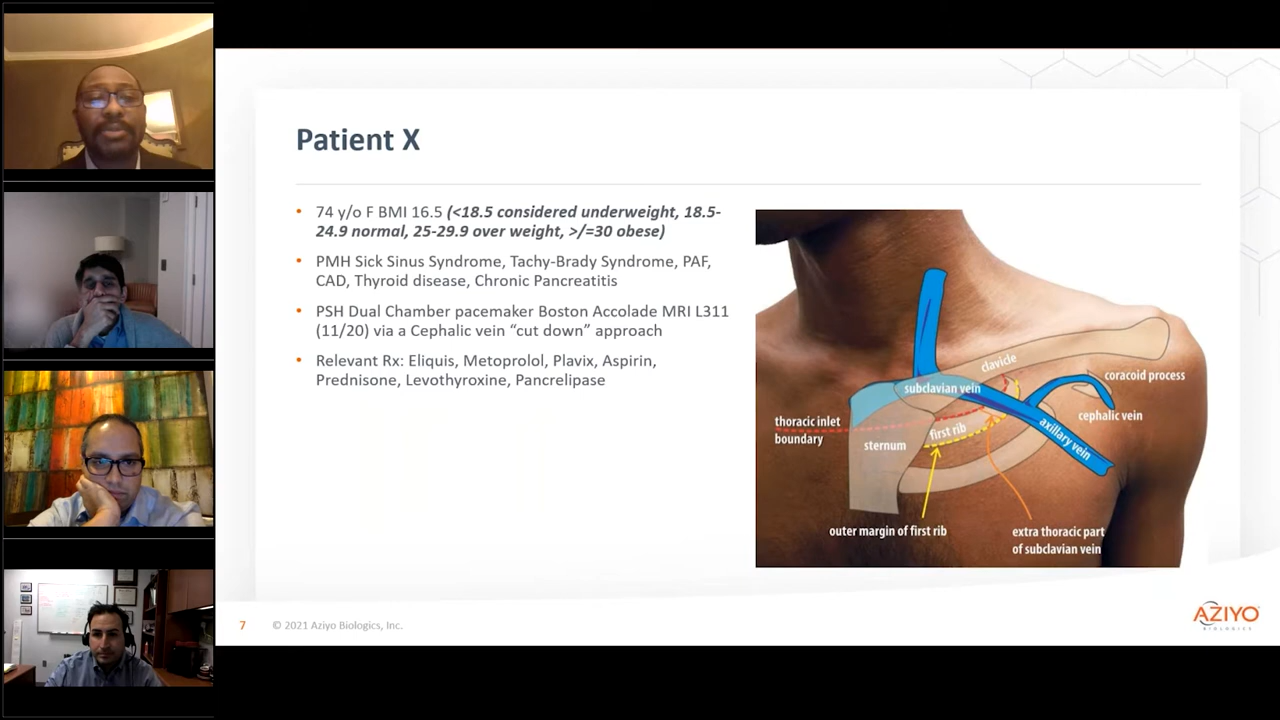 Patient X
• 74 y/o F BMI 16.5 (<18.5 considered underweight, 18.5-
24.9 normal, 25-29.9 over weight, >/=30 obese)
• PMH Sick Sinus Syndrome, Tachy-Brady Syndrome, PAF,
CAD, Thyroid disease, Chronic Pancreatitis
• PSH Dual Chamber pacemaker Boston Accolade MRI L311
(11/20) via a Cephalic vein “cut down” approach
• Relevant Rx: Eliquis, Metoprolol, Plavix, Aspirin,
Prednisone, Levothyroxine, Pancrelipase
clavicle
subclavian vein
coracoid process
cephalic vein
thoracic inlet
boundary
sternum
first rib
axillary vein
outer margin of first rib
extra thoracic part
of subclavian vein
7
© 2021 Aziyo Biologics, Inc.
AZIYO
BIOLOGICS